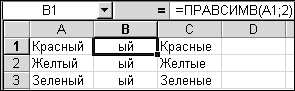 B1 = =ПРАВСИМВ(A1;2)
A B C D
1 Красный ый Красные
2 Желтый ый Желтые
3 Зеленый ый Зеленые